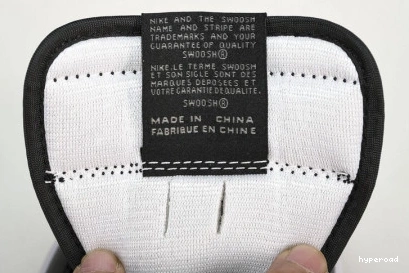 NIKE AND THE SWOOSH
NAME AND STRIPE ARE
TRADEMARKS AND YOUR
GUARANTEE OF QUALITY
SWOOSH®
NIKE.LE TERME SWOOSH
ET SON SIGLE SONT DES
MARQUES DEPOSEES ET
VOTRE GARANTIE DE QUALITE.
SWOOSH®
MADE IN CHINA
FABRIQUE EN CHINE
hyperoad